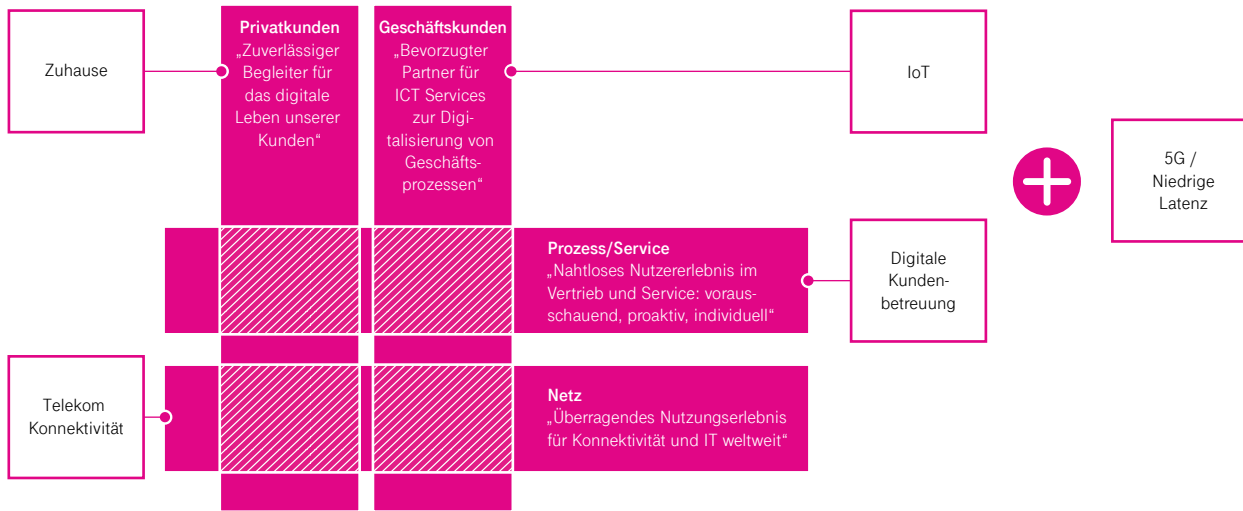 Zuhause
Privatkunden
„Zuverlässiger
Begleiter für
das digitale
Leben unserer
Kunden“
Geschäftskunden
„Bevorzugter
Partner für
ICT Services
zur Digi-
talisierung von
Geschäfts-
prozessen“
IoT
5G /
Niedrige
Latenz
Prozess/Service
„Nahtloses Nutzererlebnis im
Vertrieb und Service: voraus-
schauend, proaktiv, individuell“
Digitale
Kunden-
betreuung
Telekom
Konnektivität
Netz
„Überragendes Nutzungserlebnis
für Konnektivität und IT weltweit“